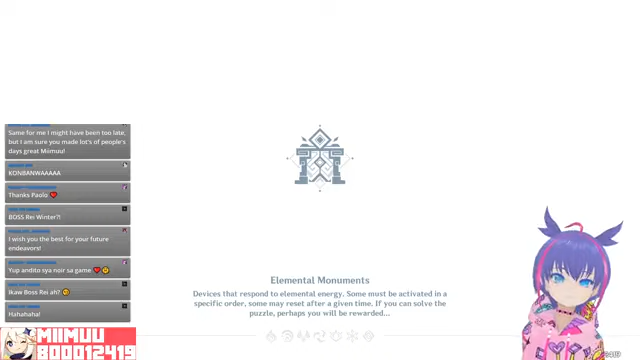 Same for me I might have been too late,
but I am sure you made lot's of people's
days great Miimuu!
KONBANWAAAAA
Thanks Paolo
BOSS Rei Winter?!
I wish you the best for your future
endeavors!
Yup andito sya noir sa game
Ikaw Boss Rei ah?
Hahahaha!
Elemental Monuments
Devices that respond to elemental energy. Some must be activated in a
specific order, some may reset after a given time. If you can solve the
puzzle, perhaps you will be rewarded...
MIIMUU
800012419